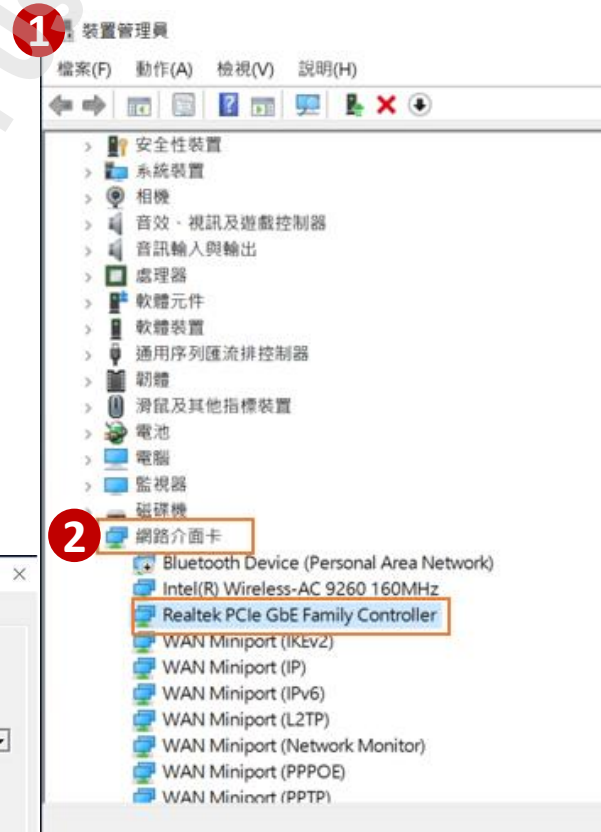 1
裝置管理員
檔案(F) 動作(A) 檢視(V) 說明(H)
安全性裝置
系統裝置
相機
音效、視訊及遊戲控制器
音訊輸入與輸出
處理器
軟體元件
軟體裝置
通用序列匯流排控制器
韌體
滑鼠及其他指標裝置
電池
電腦
監視器
磁碟機
2
網路介面卡
Bluetooth Device (Personal Area Network)
Intel(R) Wireless-AC 9260 160MHz
Realtek PCIe GbE Family Controller
WAN Miniport (IKEv2)
WAN Miniport (IP)
WAN Miniport (IPv6)
WAN Miniport (L2TP)
WAN Miniport (Network Monitor)
WAN Miniport (PPPOE)
WAN Miniport (PPTP)